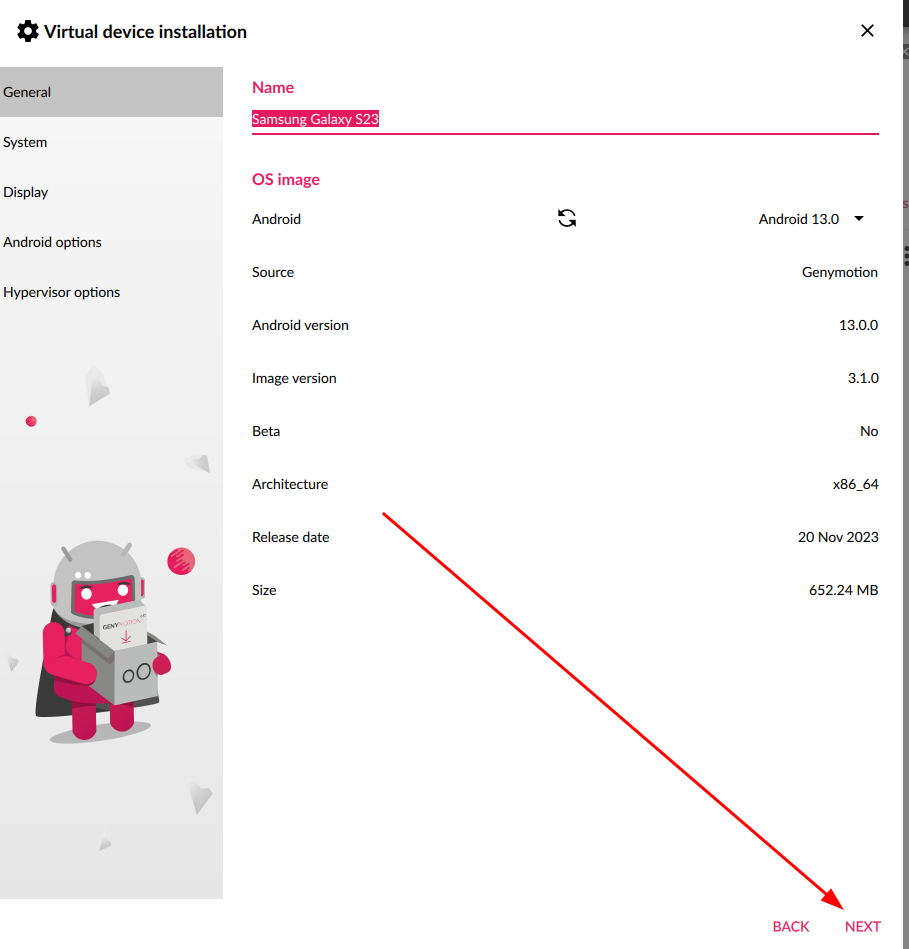 Virtual device installation
General
System
Display
Android options
Hypervisor options
Name
Samsung Galaxy S23
OS image
Android Android 13.0
Source Genymotion
Android version 13.0.0
Image version 3.1.0
Beta No
Architecture x86_64
Release date 20 Nov 2023
Size 652.24 MB
GENYMOTION
BACK NEXT